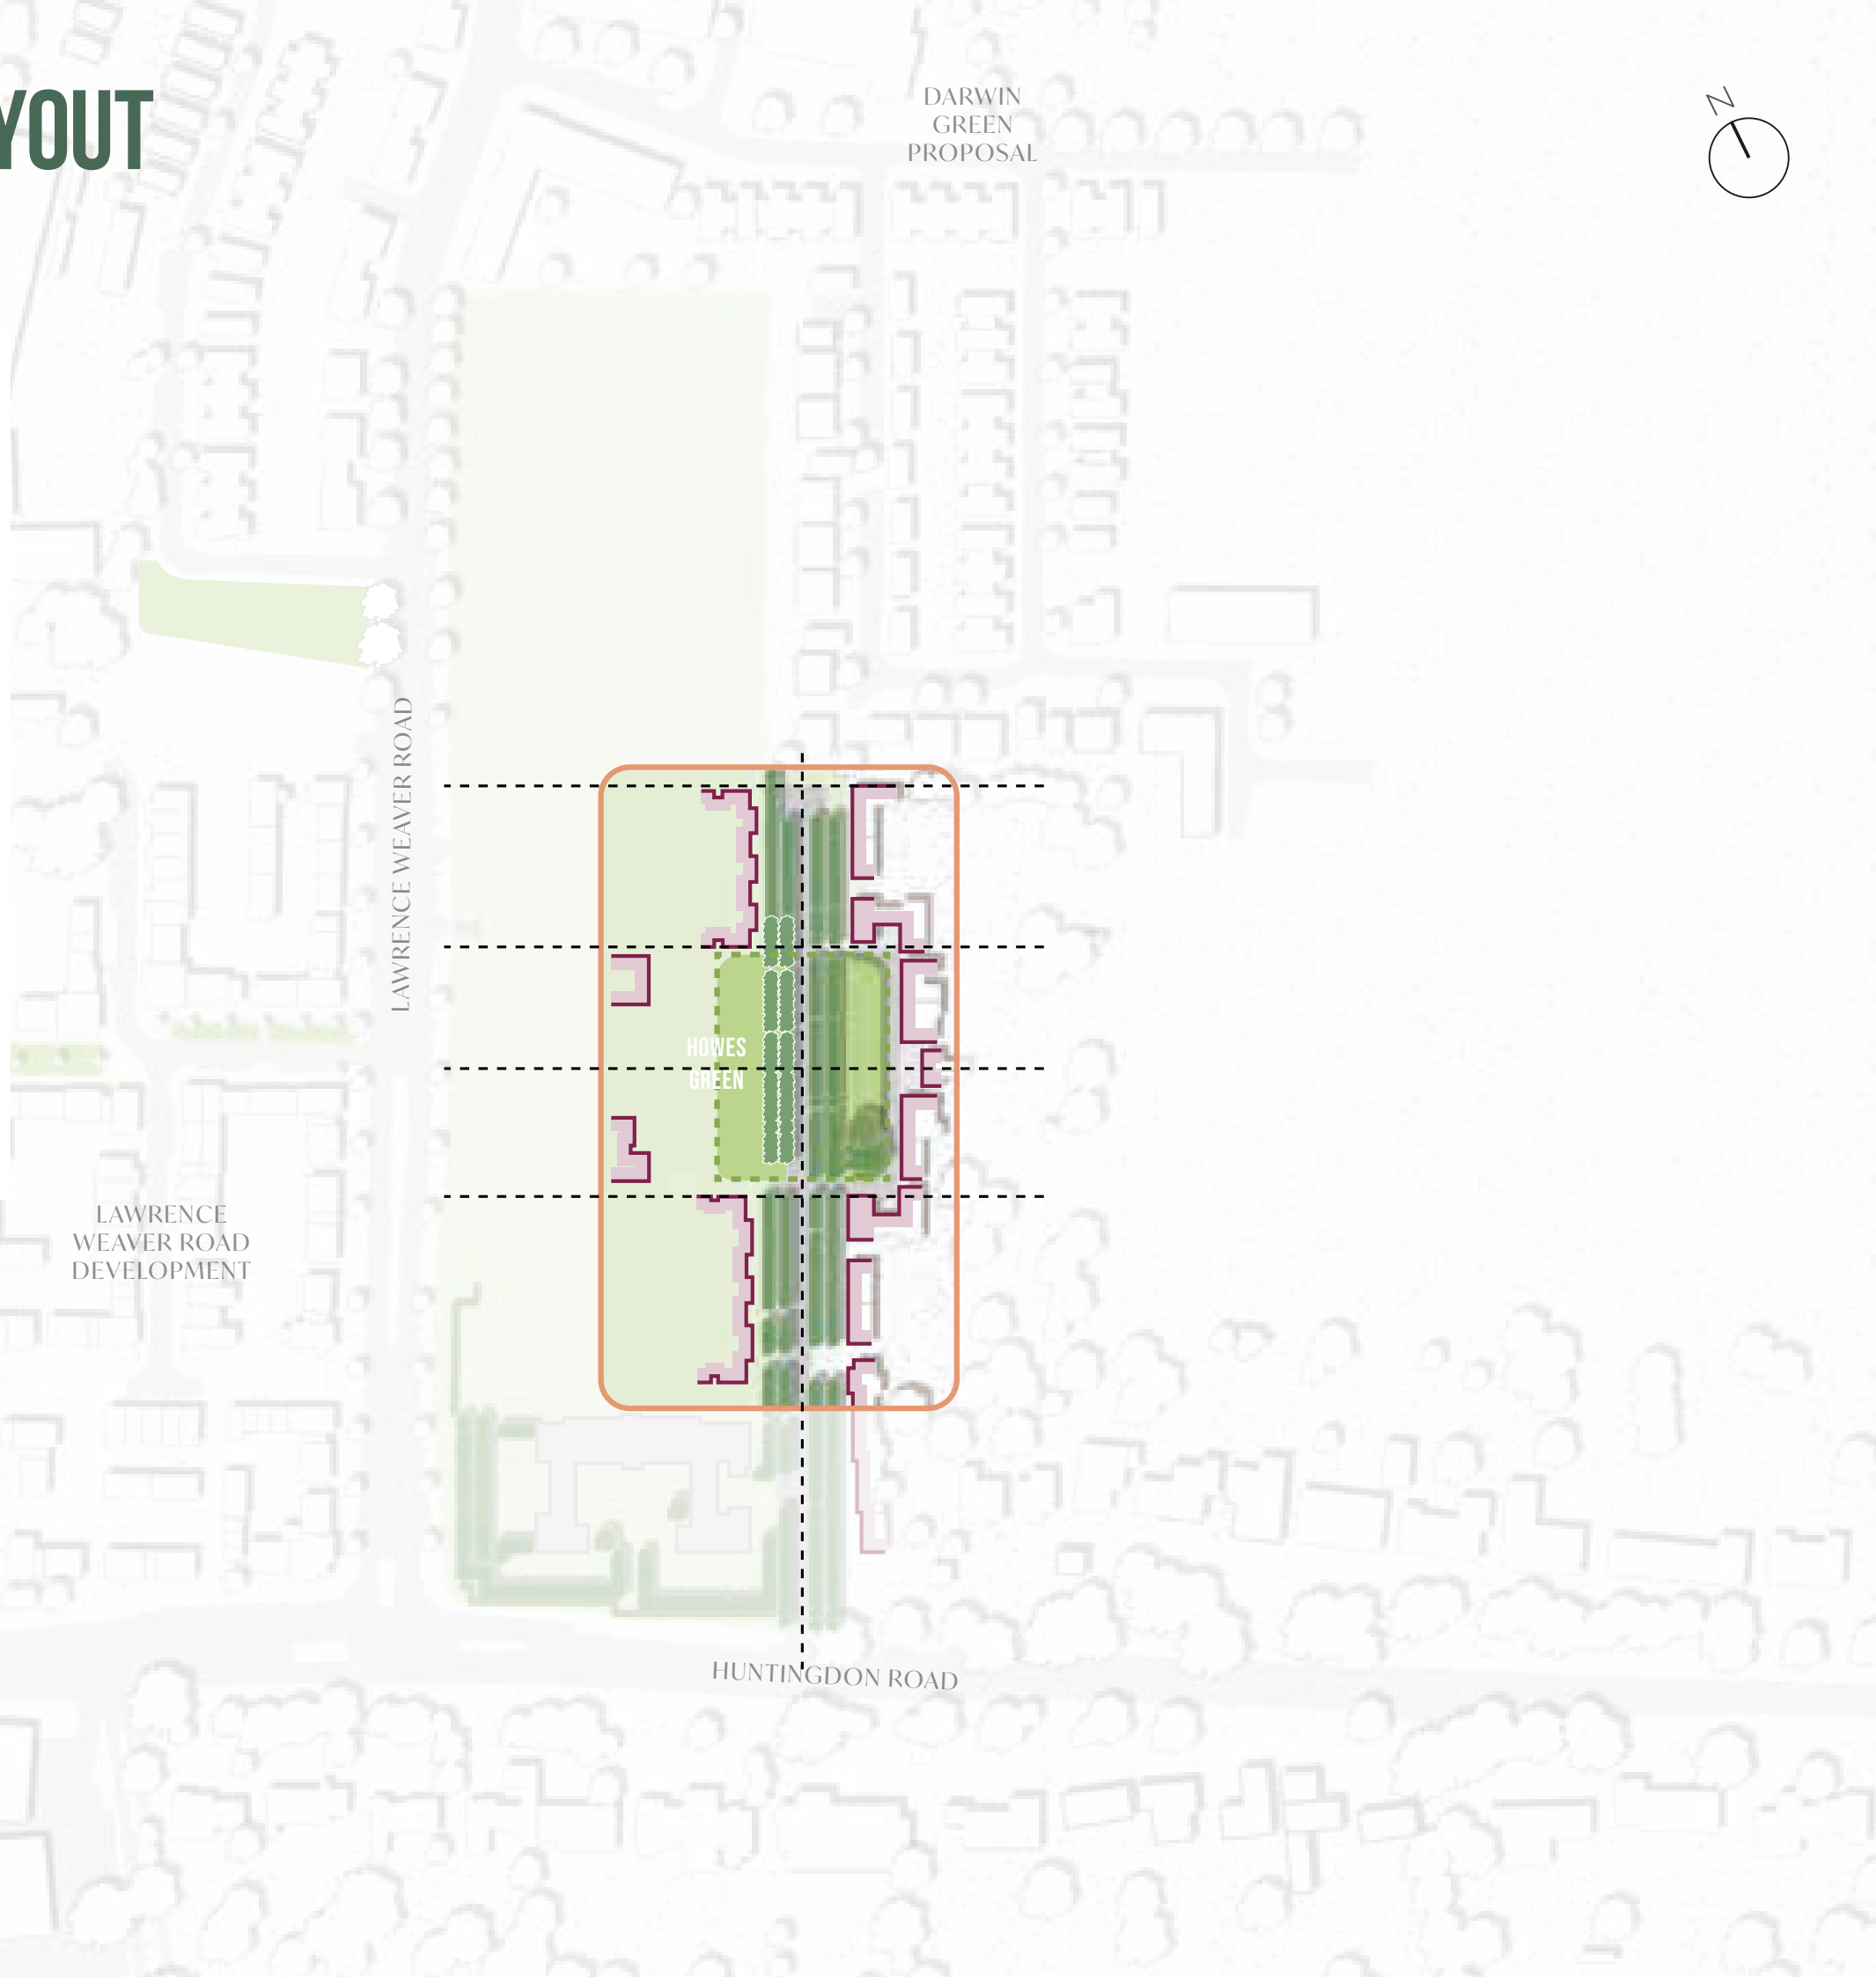 YOUT
DARWIN
GREEN
PROPOSAL
N
LAWRENCE WEAVER ROAD
HOWES
GREEN
LAWRENCE
WEAVER ROAD
DEVELOPMENT
HUNTINGDON ROAD